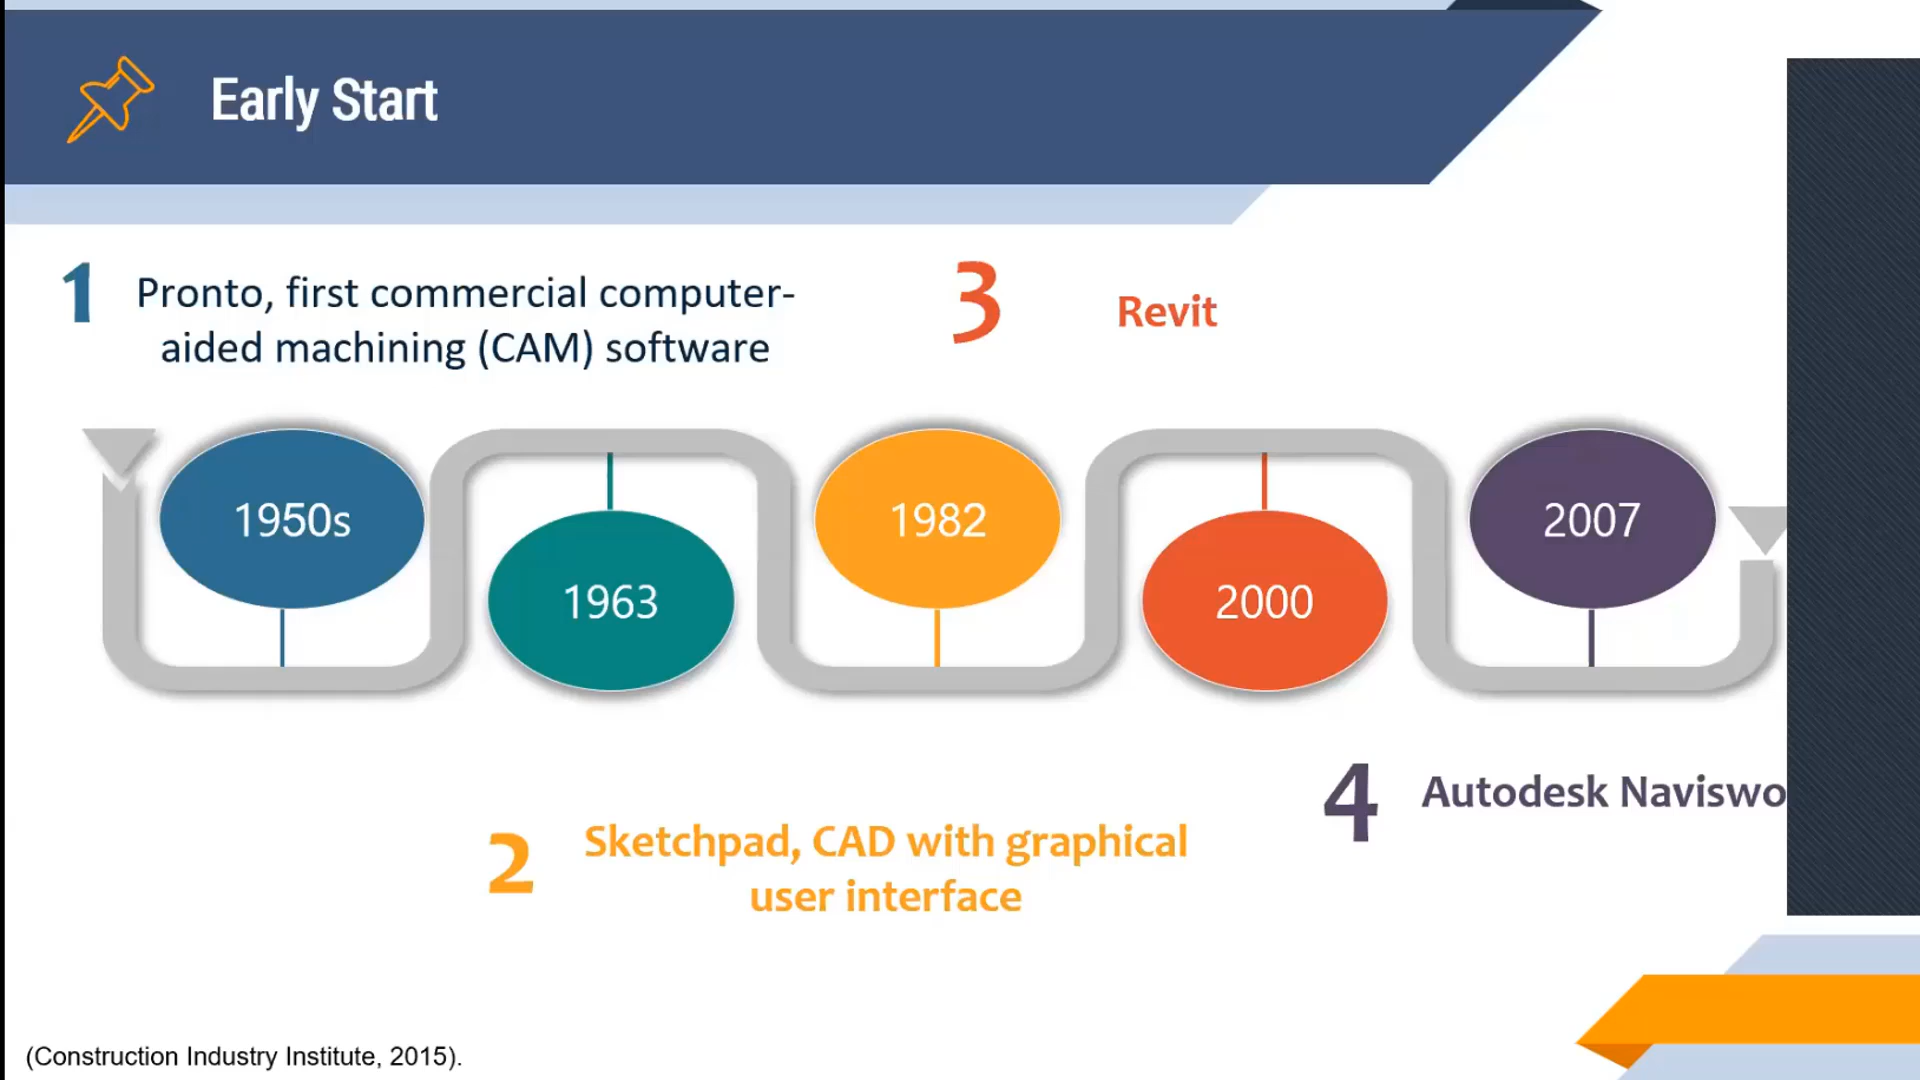 Early Start
1
Pronto, first commercial computer-
aided machining (CAM) software
3
Revit
1950s
1963
1982
2000
2007
4
Autodesk Naviswo
2
Sketchpad, CAD with graphical
user interface
(Construction Industry Institute, 2015).